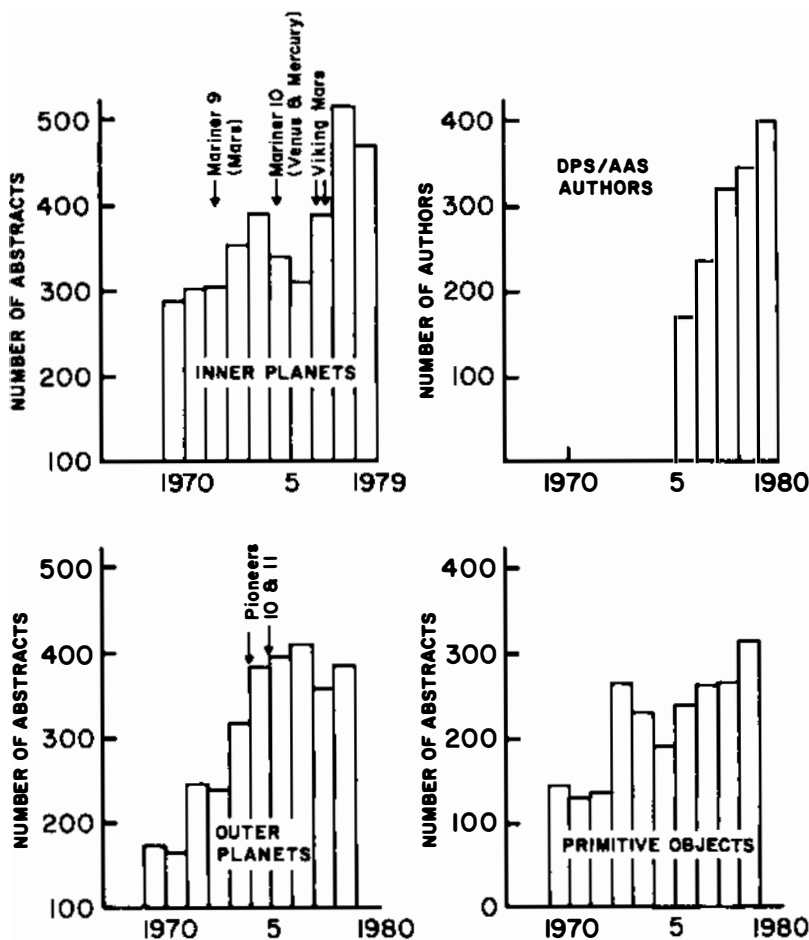 Mariner 9
(Mars)
Mariner 10
(Venus & Mercury)
Viking Mars
NUMBER OF ABSTRACTS
500
400
300
200
100
INNER PLANETS
1970
5
1979
NUMBER OF AUTHORS
400
300
200
100
DPS/AAS
AUTHORS
1970
5
1980
NUMBER OF ABSTRACTS
500
400
300
200
100
Pioneers
10 & 11
OUTER
PLANETS
1970
5
1980
NUMBER OF ABSTRACTS
400
300
200
100
0
PRIMITIVE OBJECTS
1970
5
1980